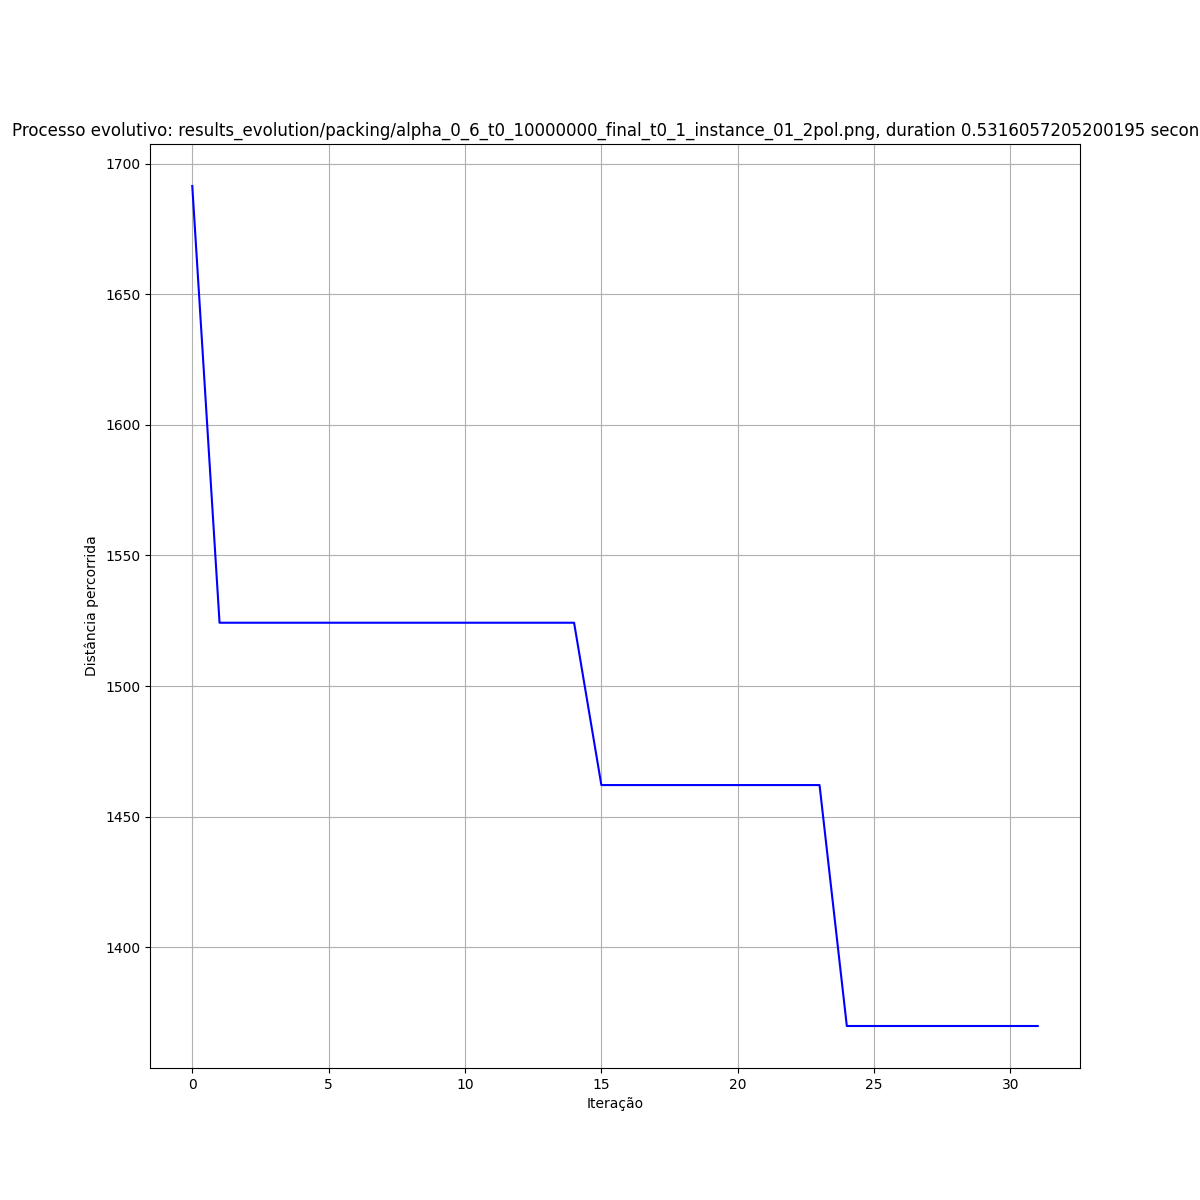 Processo evolutivo: results_evolution/packing/alpha_0_6_t0_10000000_final_t0_1_instance_01_2pol.png, duration 0.5316057205200195 secon
1700
1650
1600
1550
1500
1450
1400
Distância percorrida
0 5 10 15 20 25 30
Iteração